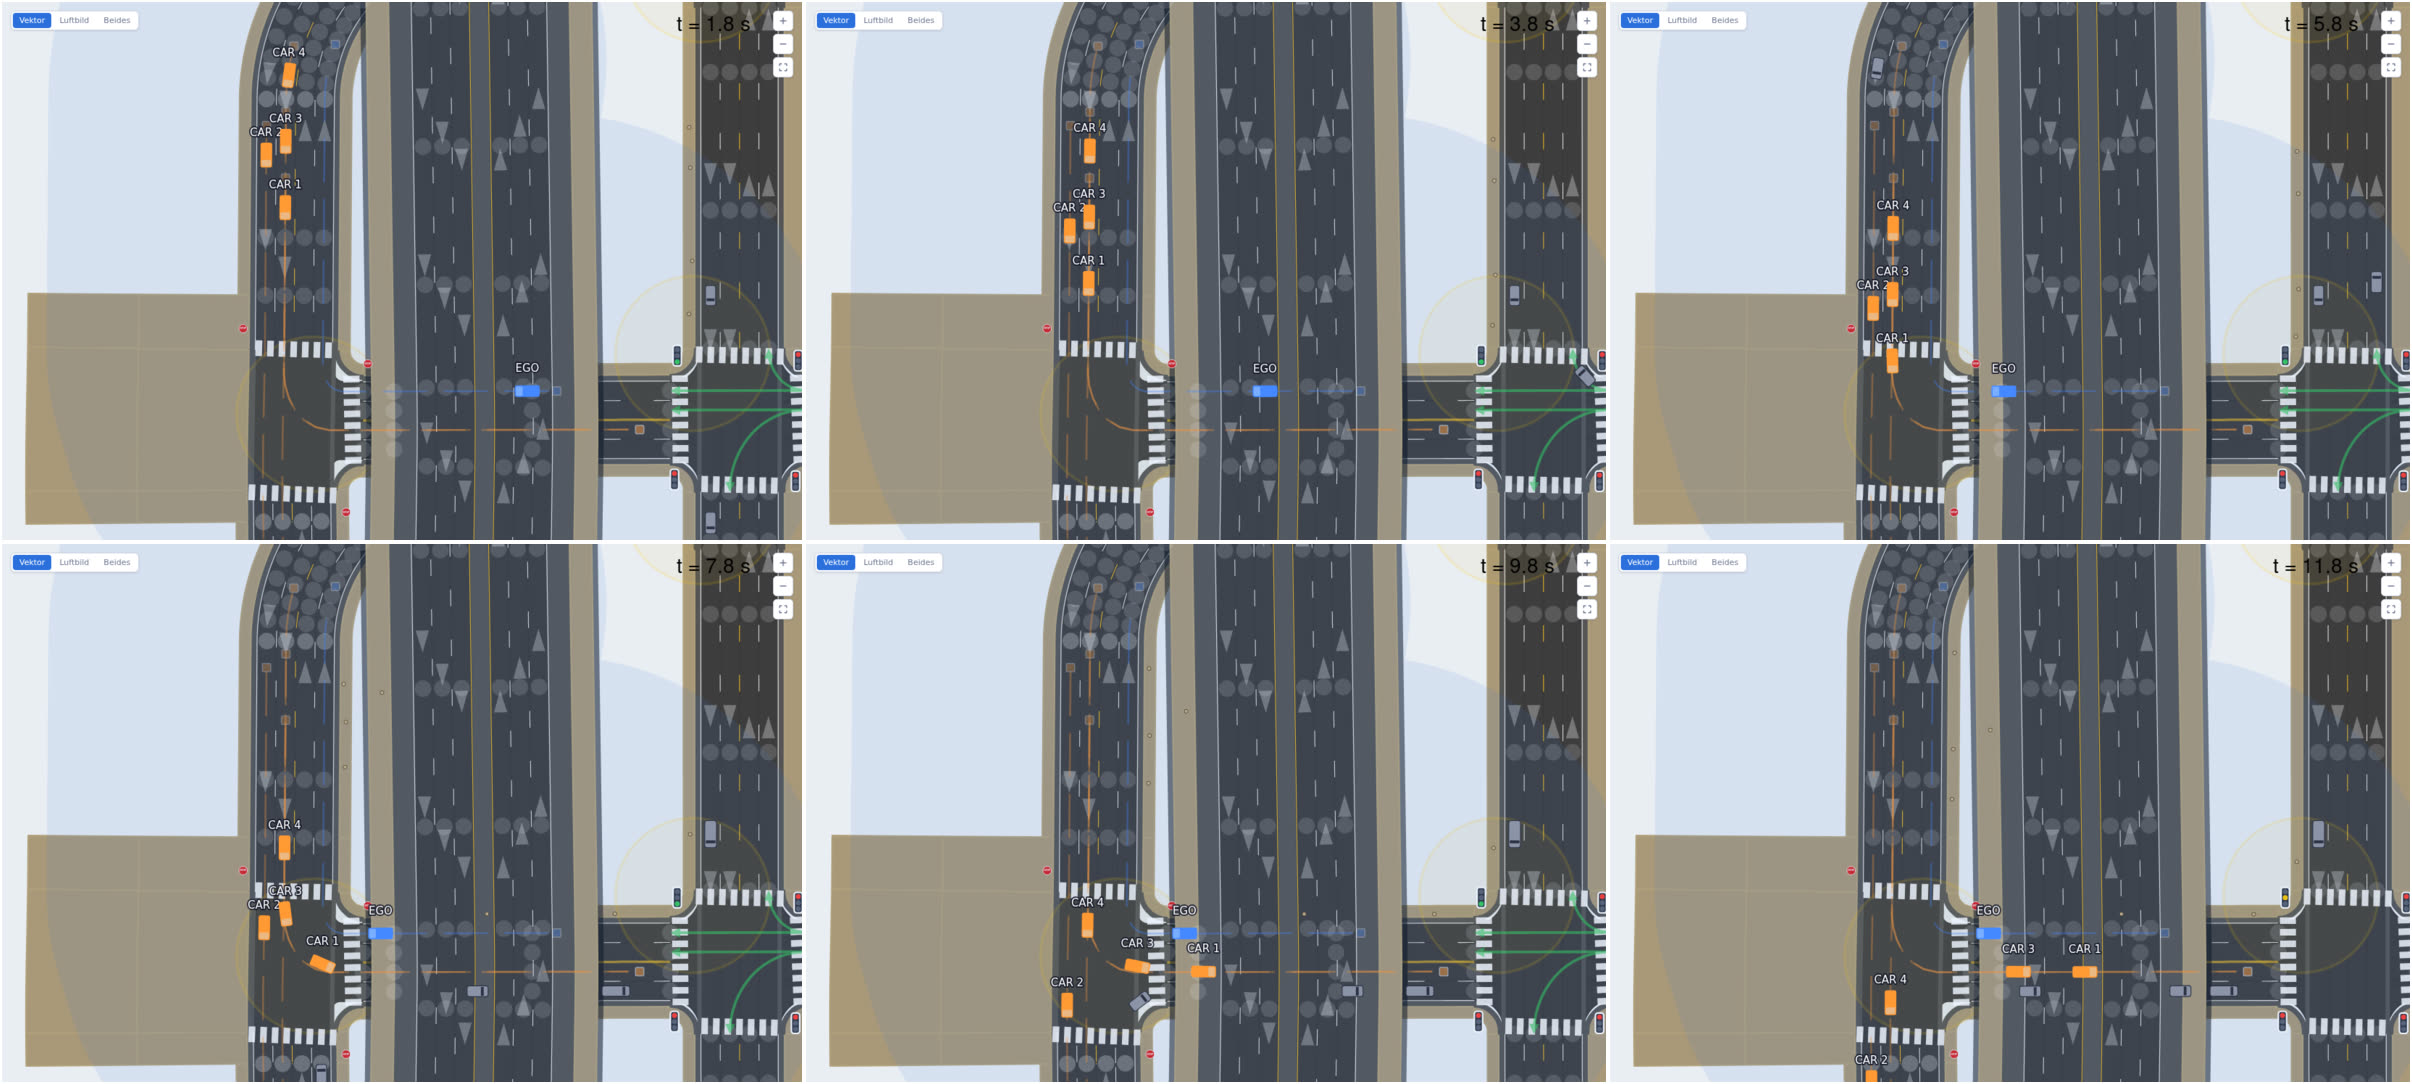 Vektor Luftbild Beides
t = 1.8 s
+
−
CAR 4
CAR 3
CAR 2
CAR 1
EGO
Vektor Luftbild Beides
t = 3.8 s
+
−
CAR 4
CAR 3
CAR 2
CAR 1
EGO
Vektor Luftbild Beides
t = 5.8 s
+
−
CAR 4
CAR 3
CAR 2
CAR 1
EGO
Vektor Luftbild Beides
t = 7.8 s
+
−
CAR 4
CAR 3
CAR 2
EGO
CAR 1
Vektor Luftbild Beides
t = 9.8 s
+
−
CAR 4
EGO
CAR 3
CAR 1
CAR 2
Vektor Luftbild Beides
t = 11.8 s
+
−
EGO
CAR 3
CAR 1
CAR 4
CAR 2